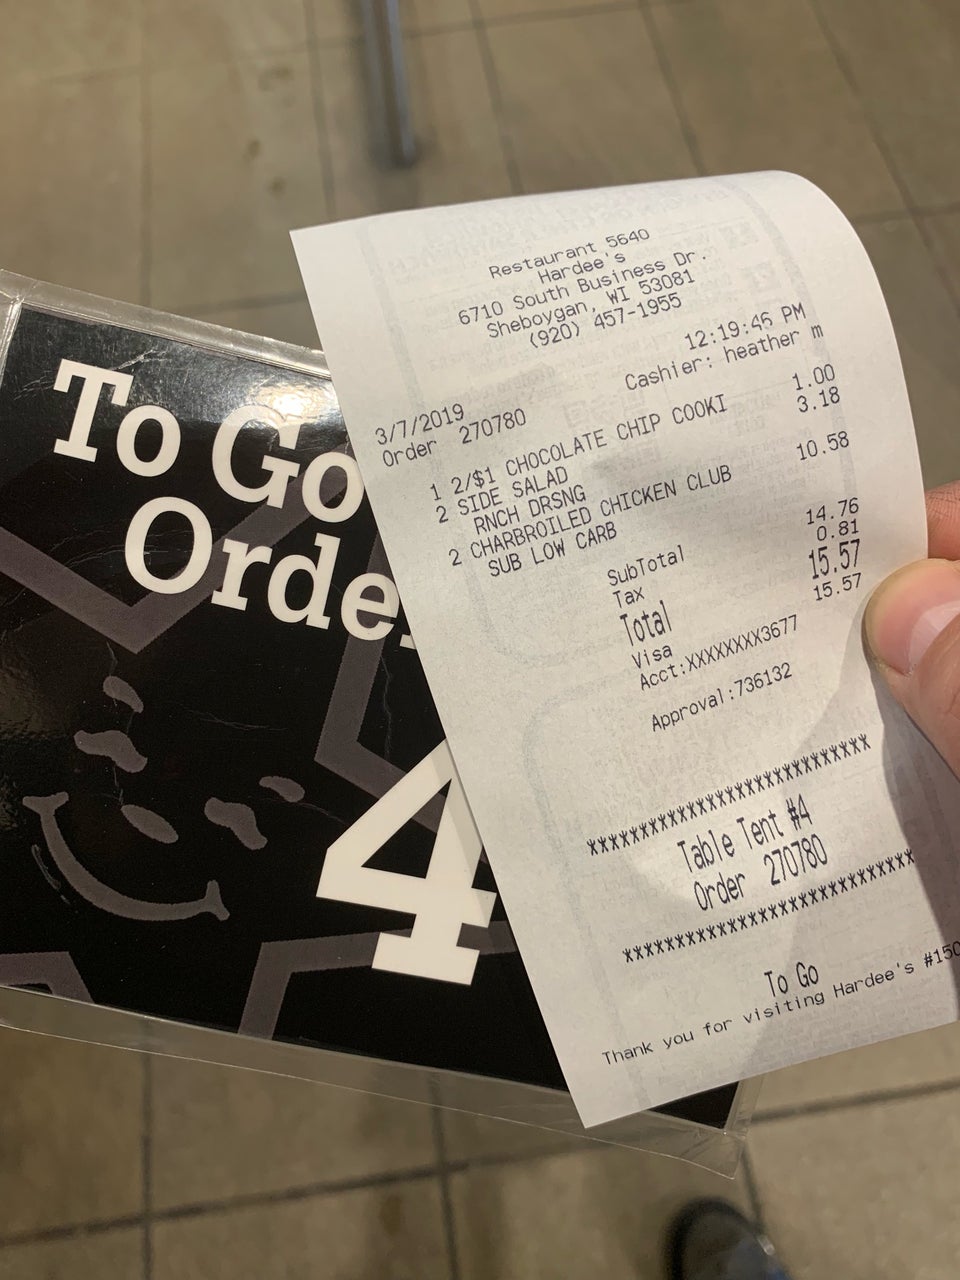 To Go
Orde
4
Restaurant 5640
Hardee's
6710 South Business Dr.
Sheboygan, WI 53081
(920) 457-1955
3/7/2019 12:19:46 PM
Order 270780 Cashier: heather m
1 2/$1 CHOCOLATE CHIP COOKI 1.00
2 SIDE SALAD 3.18
RNCH DRSNG
2 CHARBROILED CHICKEN CLUB 10.58
SUB LOW CARB
SubTotal 14.76
Tax 0.81
Total 15.57
Visa 15.57
Acct:XXXXXXXX3677
Approval:736132
***************************
Table Tent #4
Order 270780
***************************
To Go
Thank you for visiting Hardee's #150